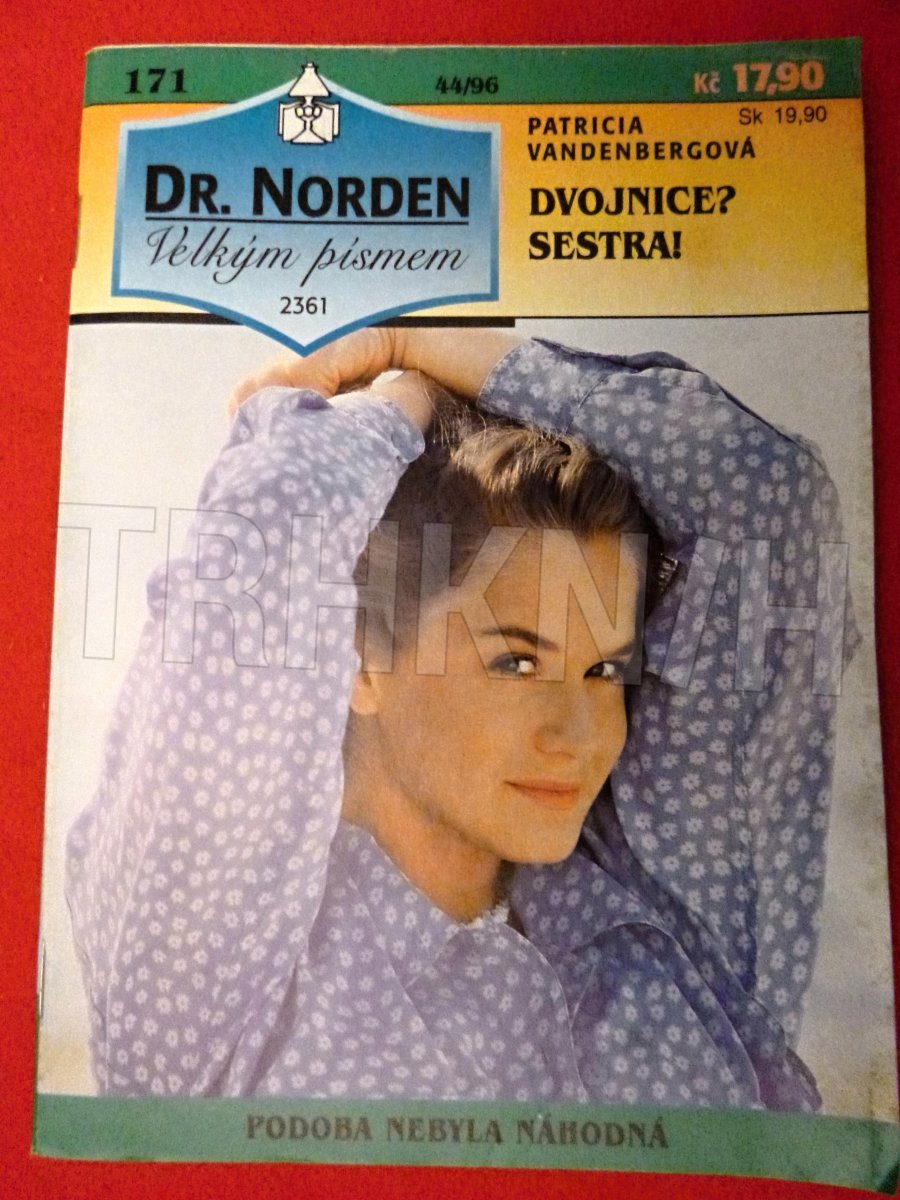 171
44/96
Kč 17,90
Sk 19,90
DR. NORDEN
Velkým písmem
2361
PATRICIA
VANDENBERGOVÁ
DVOJNICE?
SESTRA!
TRHKNIH
PODOBA NEBYLA NÁHODNÁ